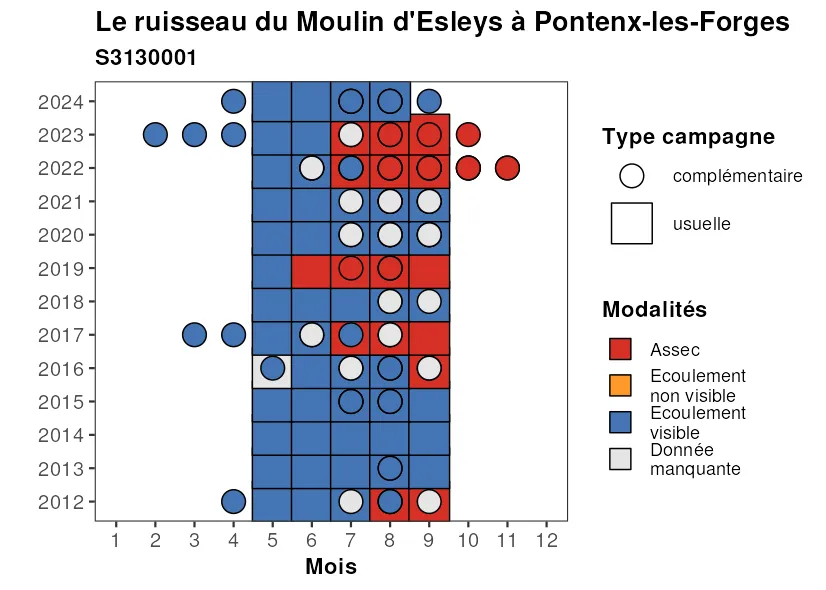 Le ruisseau du Moulin d'Esleys à Pontenx-les-Forges
S3130001
2024
2023
2022
2021
2020
2019
2018
2017
2016
2015
2014
2013
2012
1 2 3 4 5 6 7 8 9 10 11 12
Mois
Type campagne
complémentaire
usuelle
Modalités
Assec
Ecoulement
non visible
Ecoulement
visible
Donnée
manquante